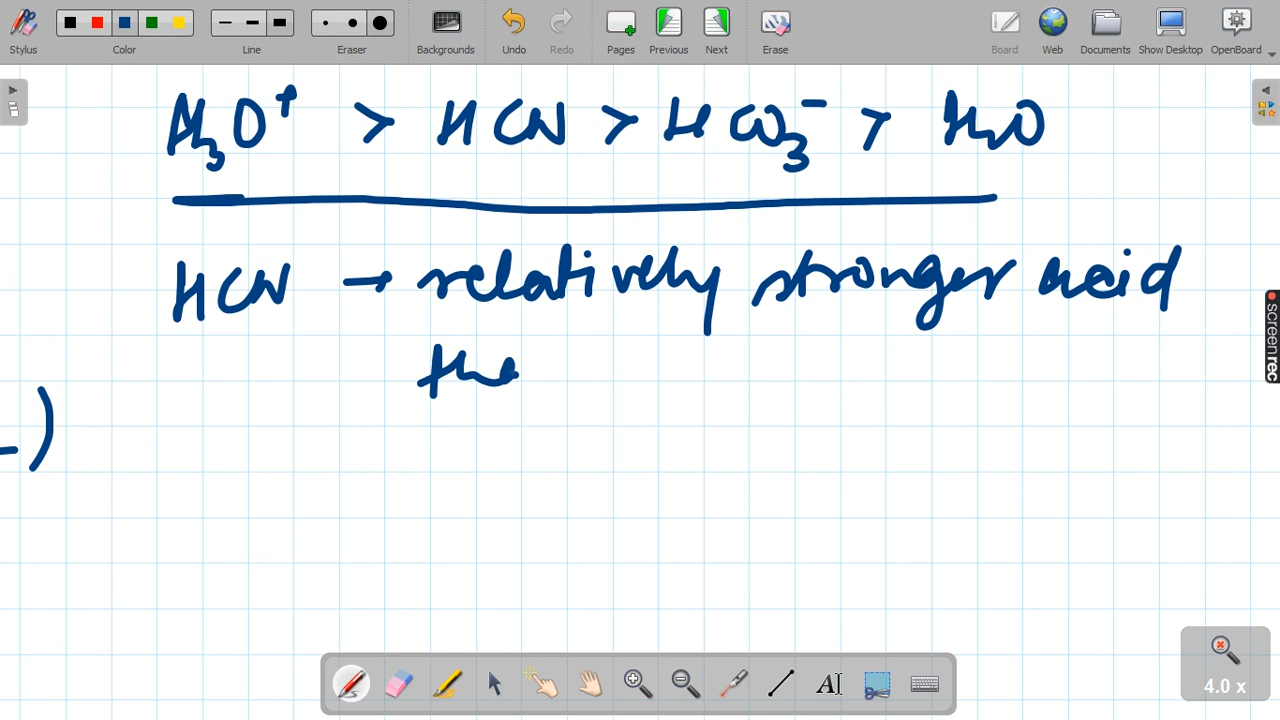 Stylus
Color
Line
Eraser
Backgrounds
Undo
Redo
Pages
Previous
Next
Erase
Board
Web
Documents
Show Desktop
OpenBoard
H₃O⁺ > HCN > HCO₃⁻ > H₂O
HCN → relatively stronger acid
the
-)
screenrec
4.0 x